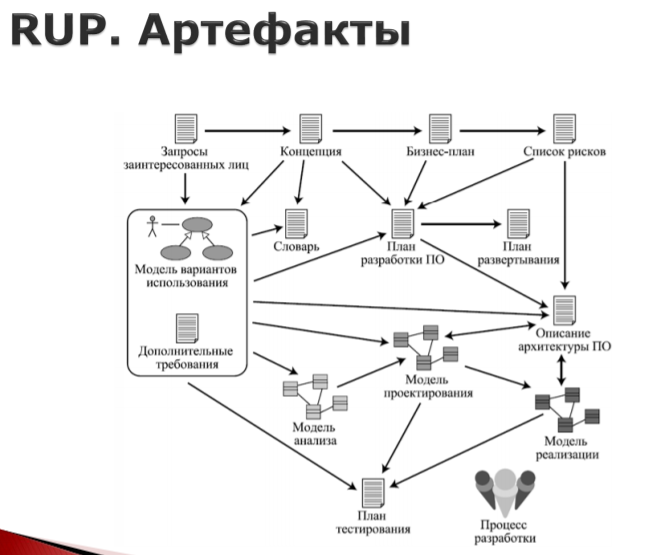 RUP. Артефакты
Запросы
заинтересованных лиц
Концепция
Бизнес-план
Список рисков
Модель вариантов
использования
Дополнительные
требования
Словарь
План
разработки ПО
План
развертывания
Описание
архитектуры ПО
Модель
проектирования
Модель
анализа
Модель
реализации
План
тестирования
Процесс
разработки